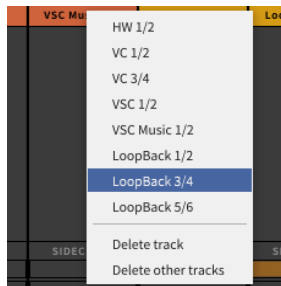 VSC Mu
Loo
HW 1/2
VC 1/2
VC 3/4
VSC 1/2
VSC Music 1/2
LoopBack 1/2
LoopBack 3/4
LoopBack 5/6
SIDEC
S
Delete track
Delete other tracks